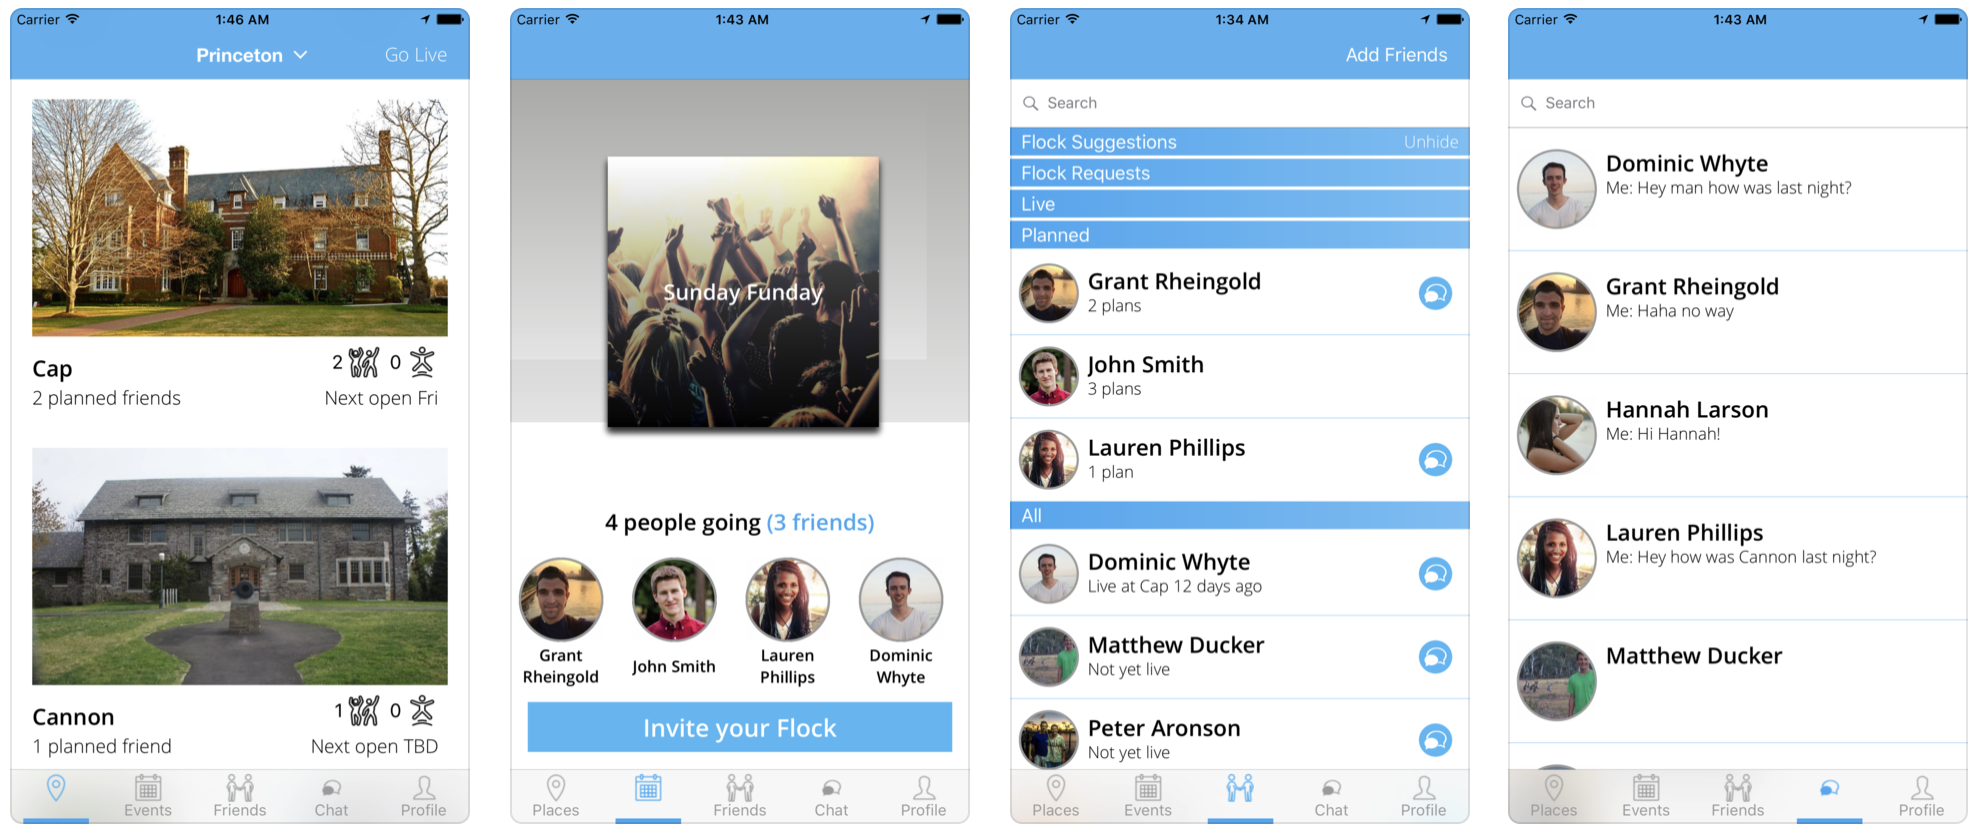 Carrier 1:46 AM
Princeton Go Live
Cap 2 0
2 planned friends Next open Fri
Cannon 1 0
1 planned friend Next open TBD
Events Friends Chat Profile
Carrier 1:43 AM
Sunday Funday
4 people going (3 friends)
Grant Rheingold
John Smith
Lauren Phillips
Dominic Whyte
Invite your Flock
Places Friends Chat Profile
Carrier 1:34 AM
Add Friends
Search
Flock Suggestions Unhide
Flock Requests
Live
Planned
Grant Rheingold
2 plans
John Smith
3 plans
Lauren Phillips
1 plan
All
Dominic Whyte
Live at Cap 12 days ago
Matthew Ducker
Not yet live
Peter Aronson
Not yet live
Places Events Chat Profile
Carrier 1:43 AM
Search
Dominic Whyte
Me: Hey man how was last night?
Grant Rheingold
Me: Haha no way
Hannah Larson
Me: Hi Hannah!
Lauren Phillips
Me: Hey how was Cannon last night?
Matthew Ducker
Places Events Friends Profile